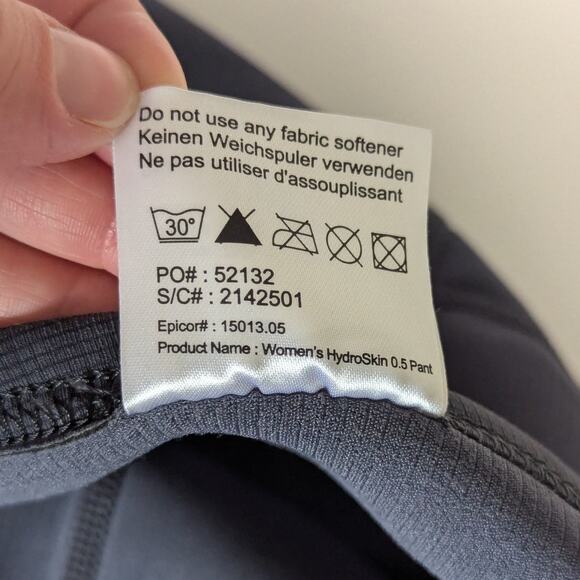 Do not use any fabric softener
Keinen Weichspuler verwenden
Ne pas utiliser d'assouplissant
30°
PO# : 52132
S/C# : 2142501
Epicor# : 15013.05
Product Name : Women's HydroSkin 0.5 Pant